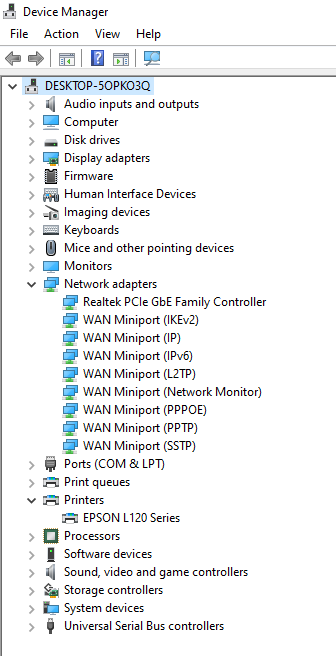 Device Manager
File Action View Help
DESKTOP-5OPKO3Q
Audio inputs and outputs
Computer
Disk drives
Display adapters
Firmware
Human Interface Devices
Imaging devices
Keyboards
Mice and other pointing devices
Monitors
Network adapters
Realtek PCIe GbE Family Controller
WAN Miniport (IKEv2)
WAN Miniport (IP)
WAN Miniport (IPv6)
WAN Miniport (L2TP)
WAN Miniport (Network Monitor)
WAN Miniport (PPPOE)
WAN Miniport (PPTP)
WAN Miniport (SSTP)
Ports (COM & LPT)
Print queues
Printers
EPSON L120 Series
Processors
Software devices
Sound, video and game controllers
Storage controllers
System devices
Universal Serial Bus controllers